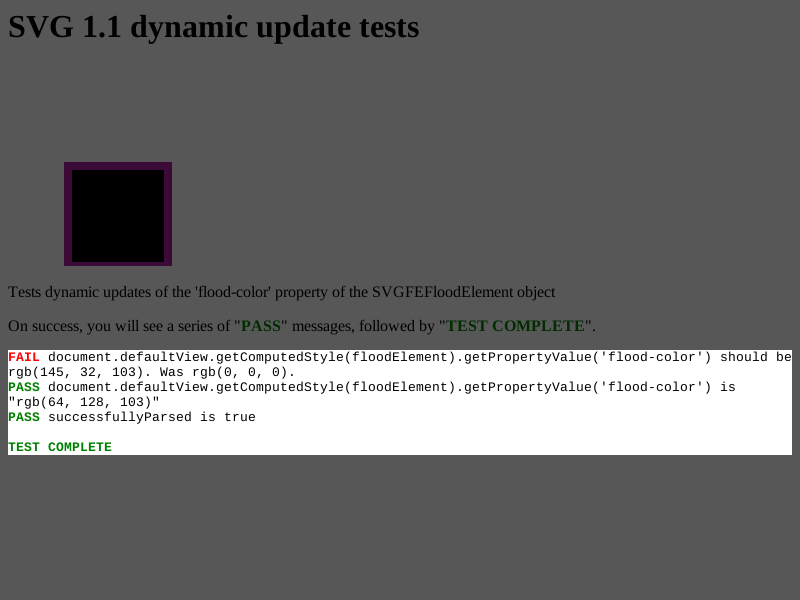 SVG 1.1 dynamic update tests
Tests dynamic updates of the 'flood-color' property of the SVGFEFloodElement object
On success, you will see a series of "PASS" messages, followed by "TEST COMPLETE".
FAIL document.defaultView.getComputedStyle(floodElement).getPropertyValue('flood-color') should be
rgb(145, 32, 103). Was rgb(0, 0, 0).
PASS document.defaultView.getComputedStyle(floodElement).getPropertyValue('flood-color') is
"rgb(64, 128, 103)"
PASS successfullyParsed is true
TEST COMPLETE